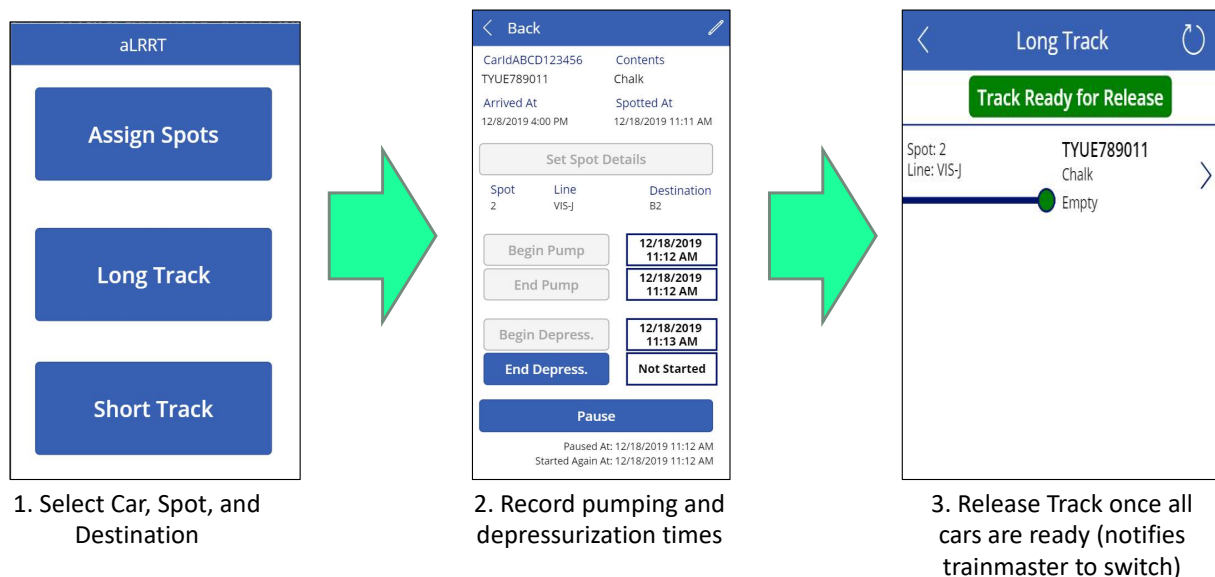 aLRRT
Assign Spots
Long Track
Short Track
1. Select Car, Spot, and
Destination
Back
CarIdABCD123456 Contents
TYUE789011 Chalk
Arrived At Spotted At
12/8/2019 4:00 PM 12/18/2019 11:11 AM
Set Spot Details
Spot Line Destination
2 VIS-J B2
Begin Pump 12/18/2019
11:12 AM
End Pump 12/18/2019
11:12 AM
Begin Depress. 12/18/2019
11:13 AM
End Depress. Not Started
Pause
Paused At: 12/18/2019 11:12 AM
Started Again At: 12/18/2019 11:12 AM
2. Record pumping and
depressurization times
Long Track
Track Ready for Release
Spot: 2 TYUE789011
Line: VIS-J Chalk
Empty
3. Release Track once all
cars are ready (notifies
trainmaster to switch)